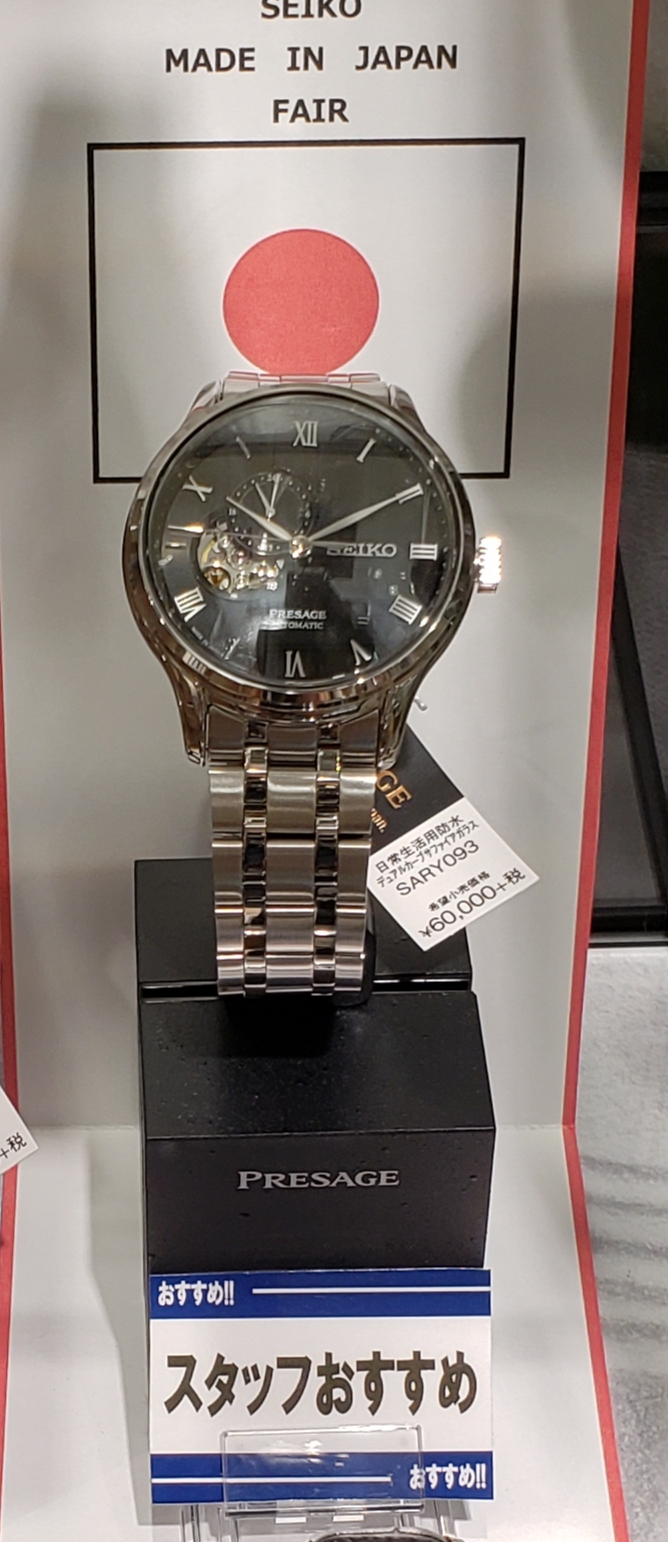 SEIKO
MADE IN JAPAN
FAIR
XII
X
SEIKO
PRESAGE
AUTOMATIC
GE
日常生活用防水
デュアルカーブサファイアガラス
SARY093
希望小売価格
¥60,000+税
+税
PRESAGE
おすすめ!!
スタッフおすすめ
おすすめ!!